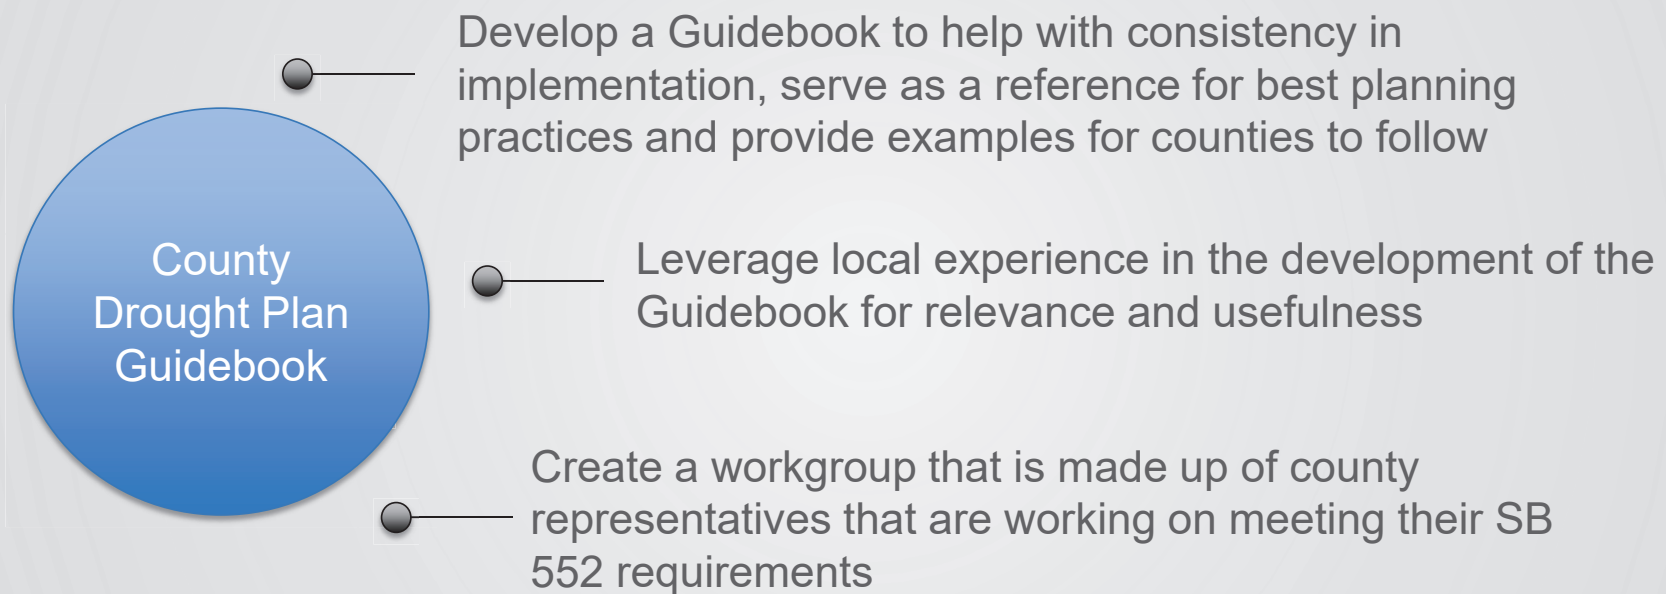 Develop a Guidebook to help with consistency in
implementation, serve as a reference for best planning
practices and provide examples for counties to follow
County
Drought Plan
Guidebook
Leverage local experience in the development of the
Guidebook for relevance and usefulness
Create a workgroup that is made up of county
representatives that are working on meeting their SB
552 requirements